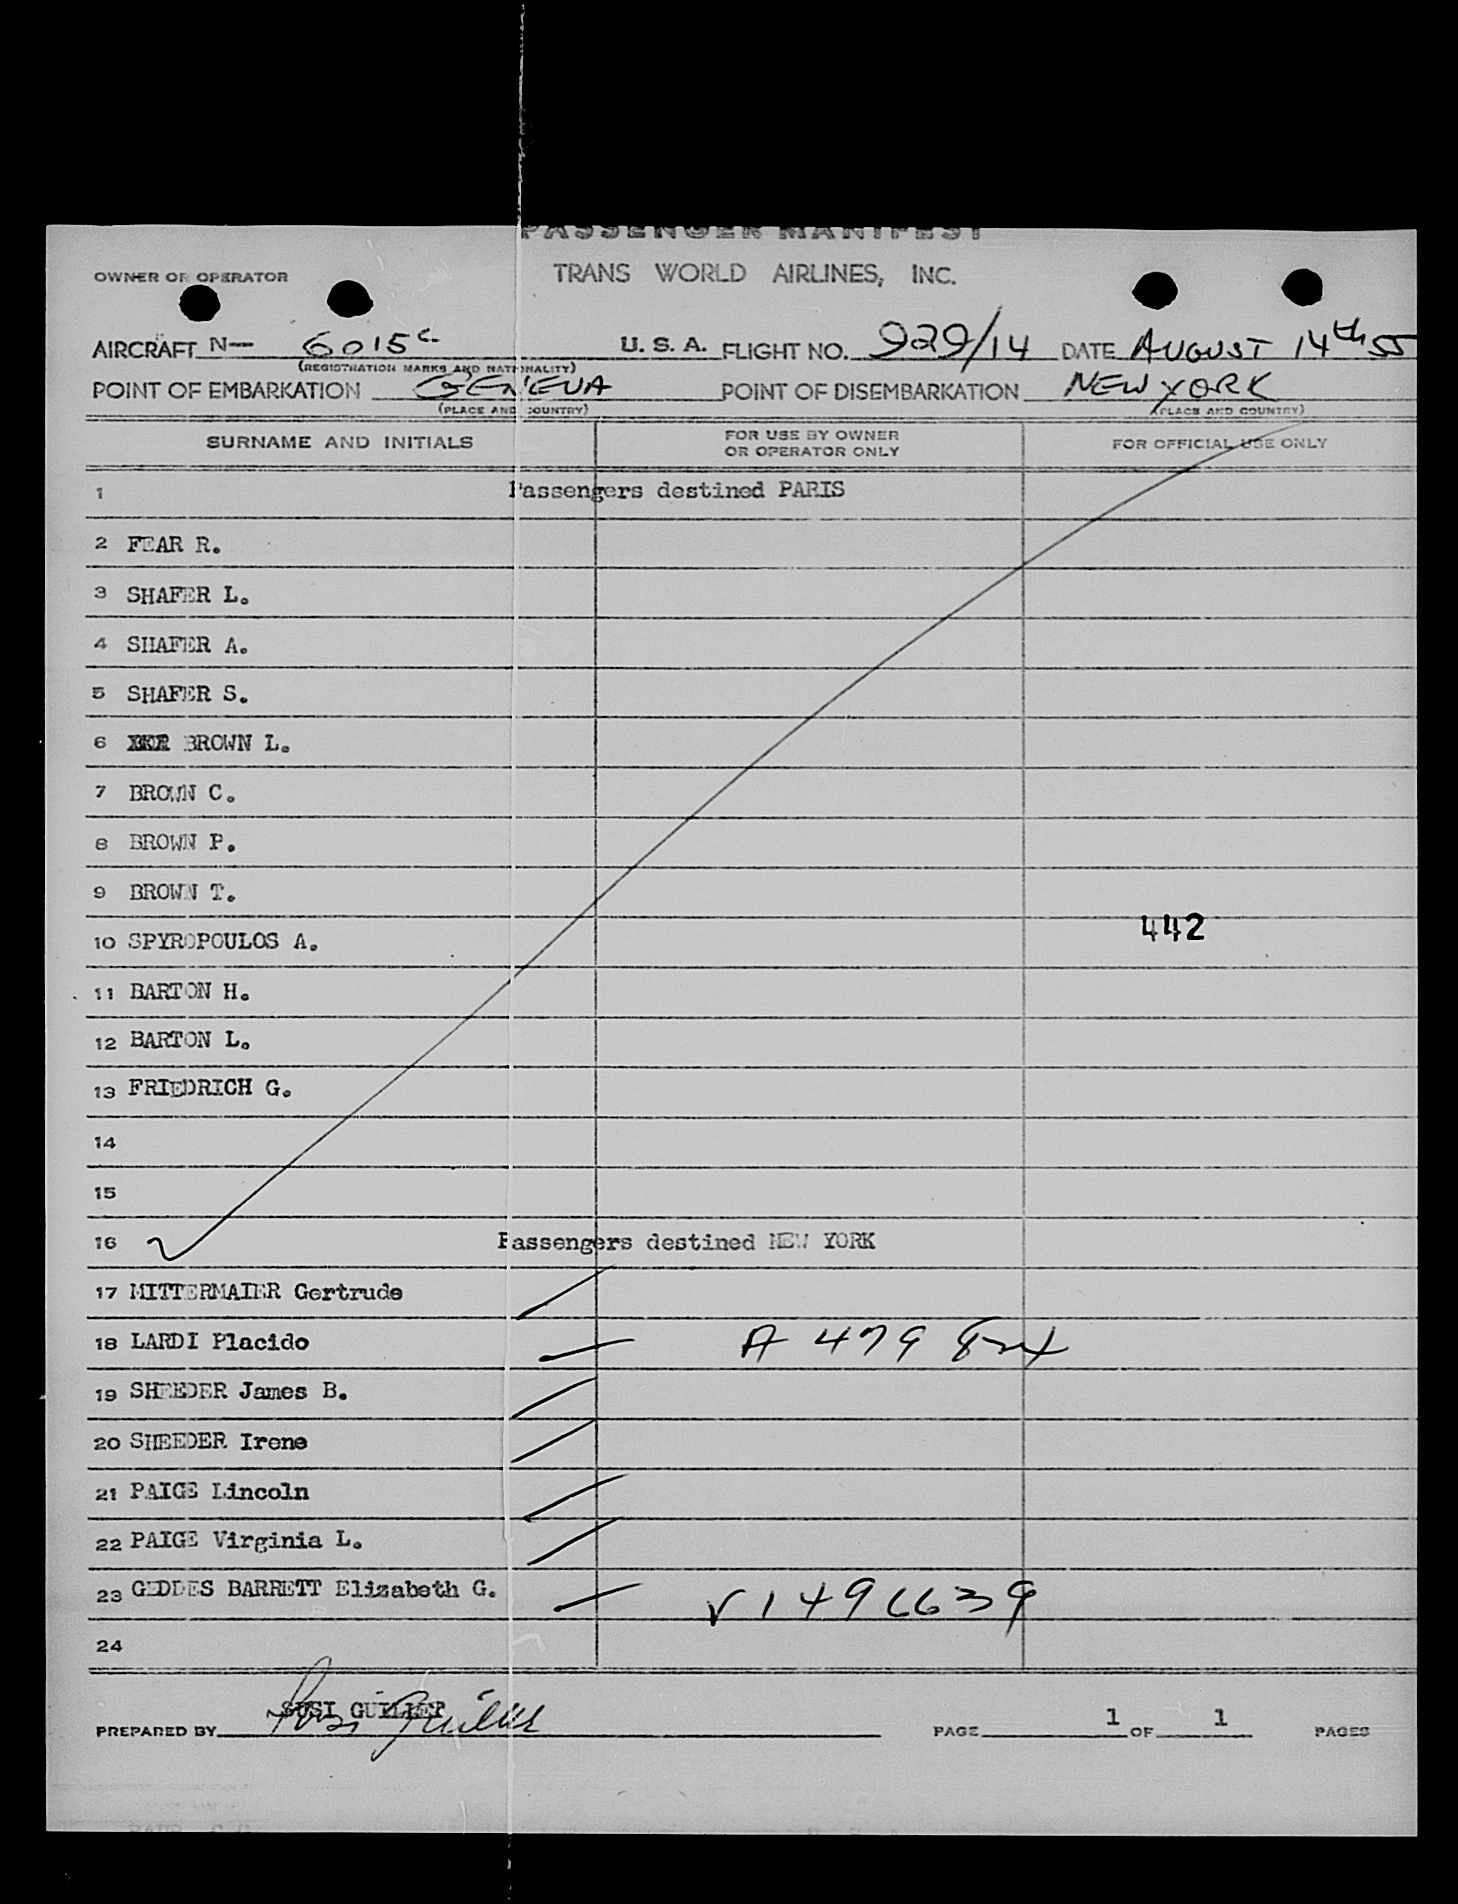 PASSENGER MANIFEST
OWNER OR OPERATOR TRANS WORLD AIRLINES, INC.
AIRCRAFT N— 6015c U. S. A. FLIGHT NO. 929/14 DATE AUGUST 14th 55
(REGISTRATION MARKS AND NATIONALITY)
POINT OF EMBARKATION GENEVA POINT OF DISEMBARKATION NEW YORK
(PLACE AND COUNTRY) (PLACE AND COUNTRY)
SURNAME AND INITIALS FOR USE BY OWNER OR OPERATOR ONLY FOR OFFICIAL USE ONLY
1 Passengers destined PARIS
2 FEAR R.
3 SHAFER L.
4 SHAFER A.
5 SHAFER S.
6 BROWN L.
7 BROWN C.
8 BROWN P.
9 BROWN T.
442
10 SPYROPOULOS A.
11 BARTON H.
12 BARTON L.
13 FRIEDRICH G.
14
15
16 Passengers destined NEW YORK
17 MITTERMAIER Gertrude
18 LARDI Placido A 479
19 SHEEDER James B.
20 SHEEDER Irene
21 PAIGE Lincoln
22 PAIGE Virginia L.
23 GEDDES BARRETT Elizabeth G. V1496639
24
SUSI GUILLET
PREPARED BY Susi Guillet PAGE 1 OF 1 PAGES